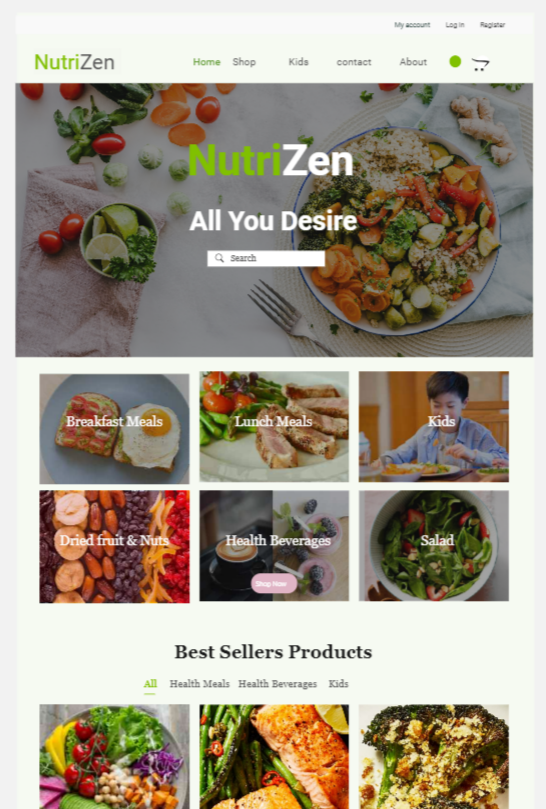 My account Log in Register
NutriZen
Home Shop Kids contact About
NutriZen
All You Desire
Search
Breakfast Meals Lunch Meals Kids
Dried fruit & Nuts Health Beverages Salad
Shop Now
Best Sellers Products
All Health Meals Health Beverages Kids